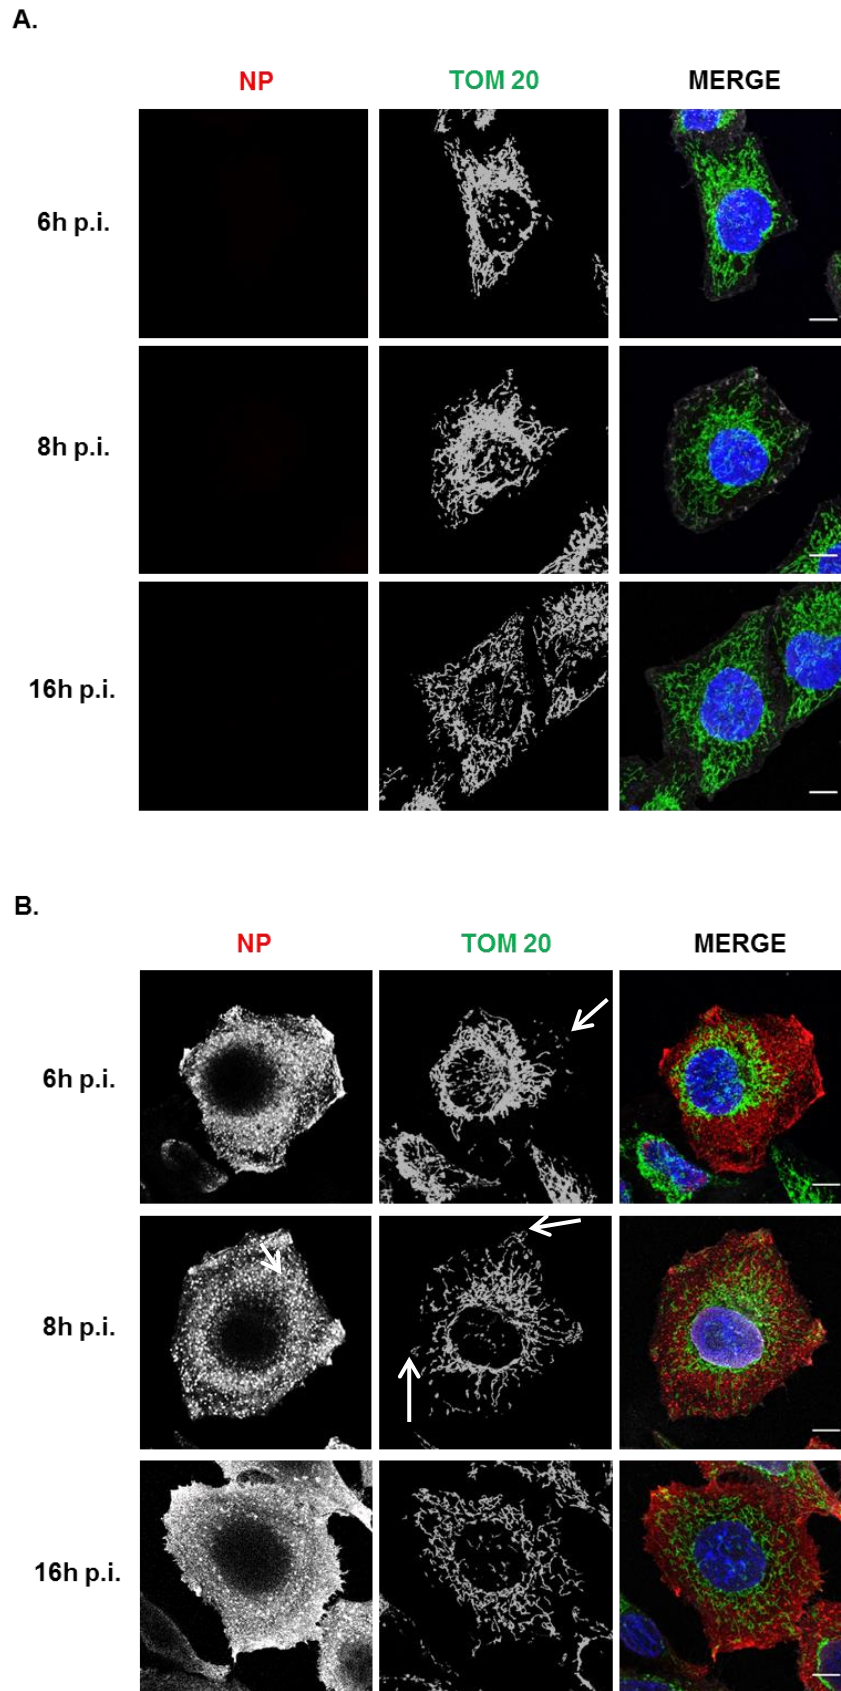 A.
NP TOM 20 MERGE
6h p.i.
8h p.i.
16h p.i.
B.
NP TOM 20 MERGE
6h p.i.
8h p.i.
16h p.i.